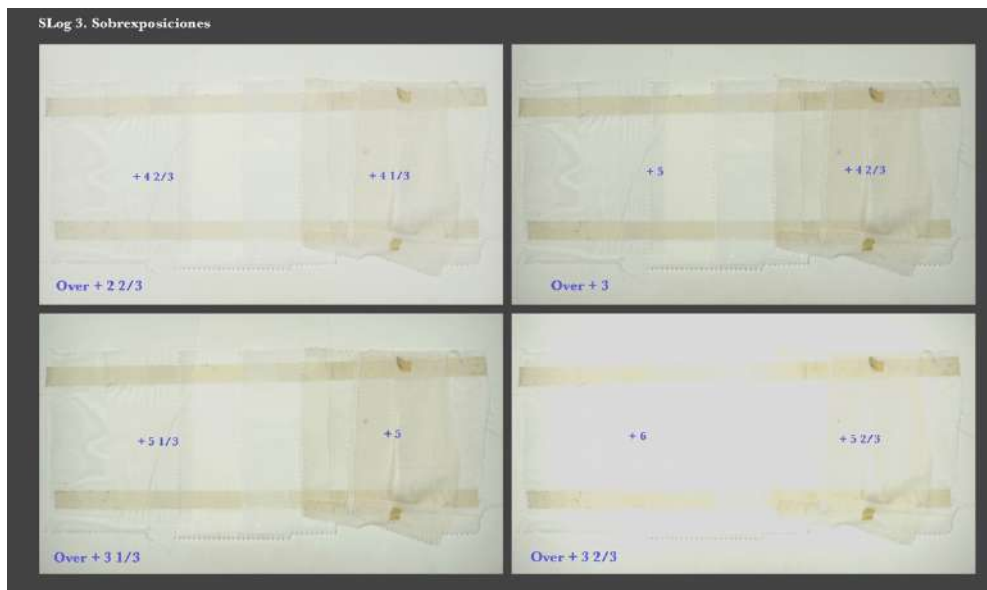 SLog 3. Sobrexposiciones
+ 4 2/3
+ 4 1/3
Over + 2 2/3
+ 5
+ 4 2/3
Over + 3
+ 5 1/3
+ 5
Over + 3 1/3
+ 6
+ 5 2/3
Over + 3 2/3